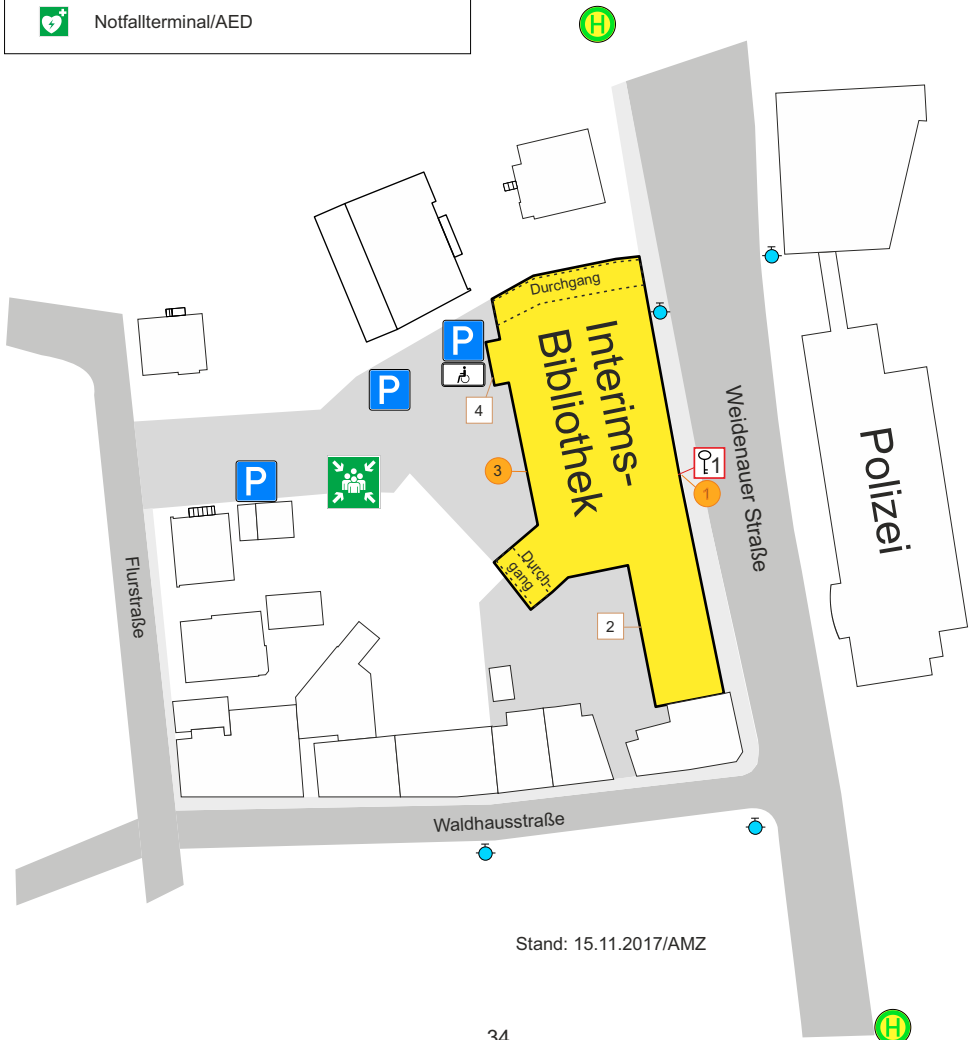 Notfallterminal/AED
H
Durchgang
Interims-
Bibliothek
P
P
4
3
P
1
1
Weidenauer Straße
Polizei
Durch-
gang
Flurstraße
2
Waldhausstraße
Stand: 15.11.2017/AMZ
H
34